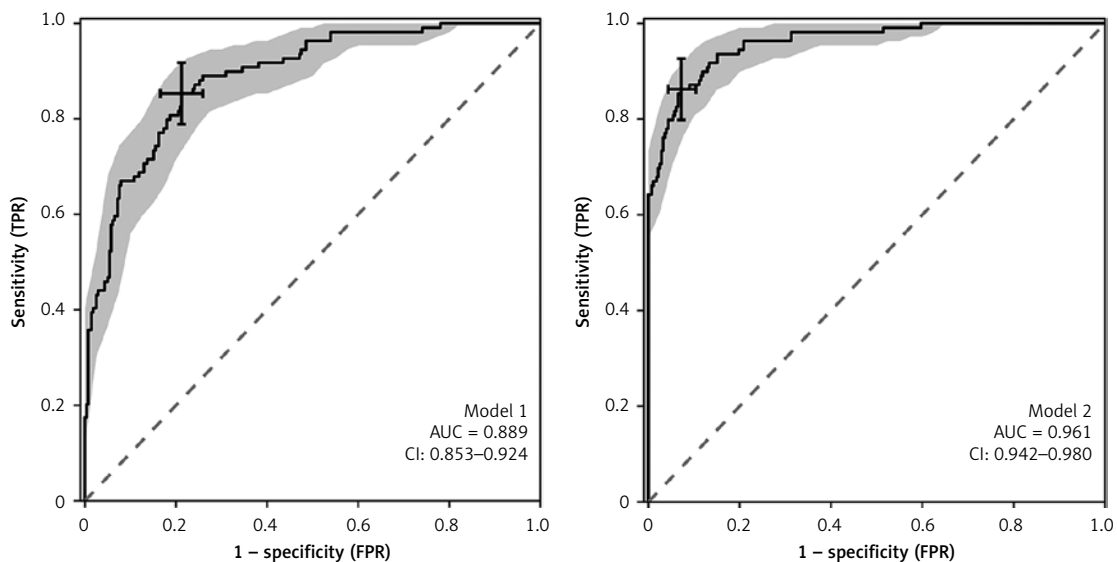 1.0
0.8
0.6
0.4
0.2
0
Sensitivity (TPR)
Model 1
AUC = 0.889
CI: 0.853–0.924
0 0.2 0.4 0.6 0.8 1.0
1 – specificity (FPR)
1.0
0.8
0.6
0.4
0.2
0
Sensitivity (TPR)
Model 2
AUC = 0.961
CI: 0.942–0.980
0 0.2 0.4 0.6 0.8 1.0
1 – specificity (FPR)